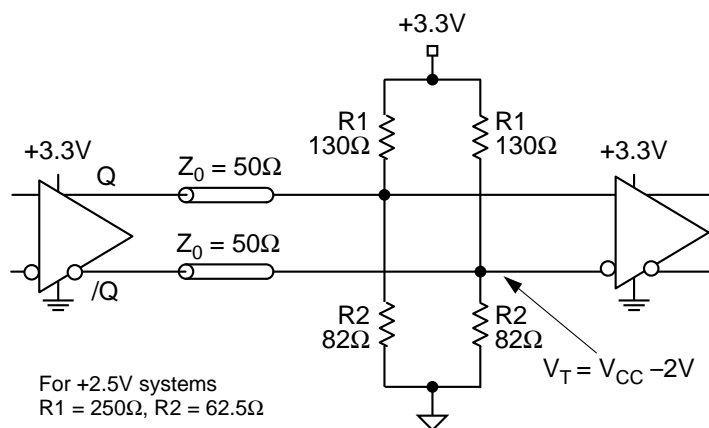 +3.3V
R1
130Ω
R1
130Ω
+3.3V
Q
Z0 = 50Ω
+3.3V
Z0 = 50Ω
/Q
R2
82Ω
R2
82Ω
VT = VCC –2V
For +2.5V systems
R1 = 250Ω, R2 = 62.5Ω